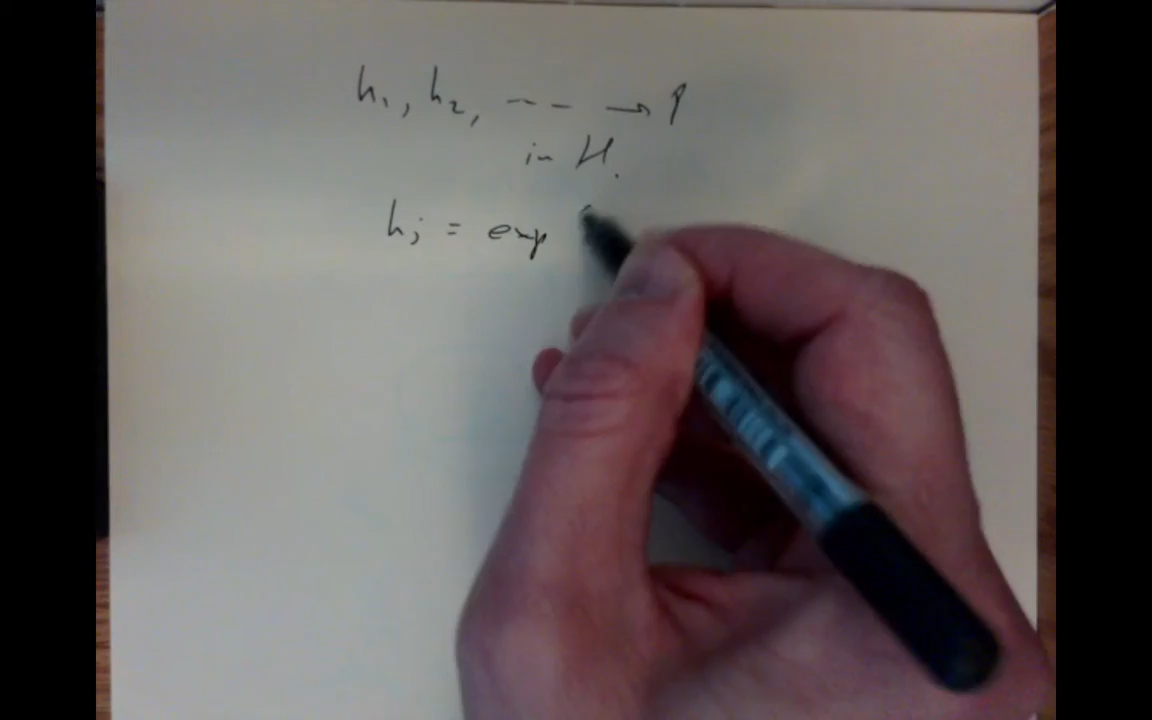 h₁, h₂, --- → 1
in H.
hⱼ = exp